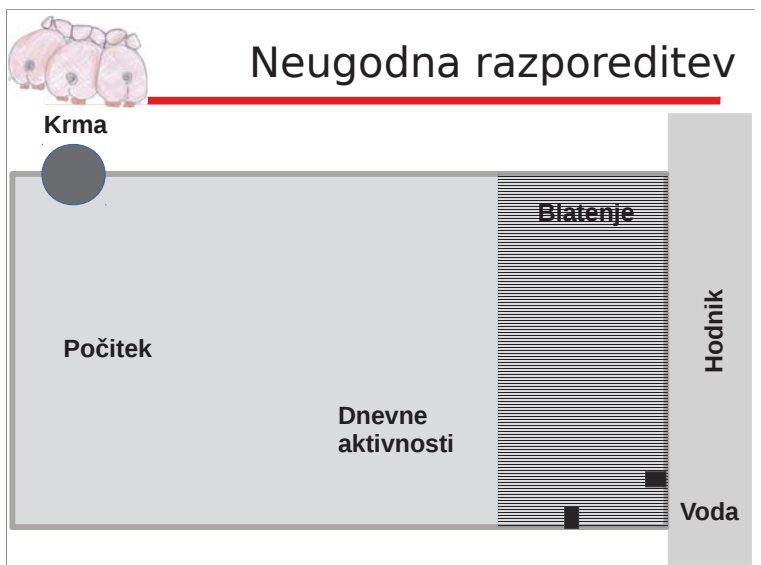 Neugodna razporeditev
Krma
Blatenje
Hodnik
Počitek
Dnevne
aktivnosti
Voda